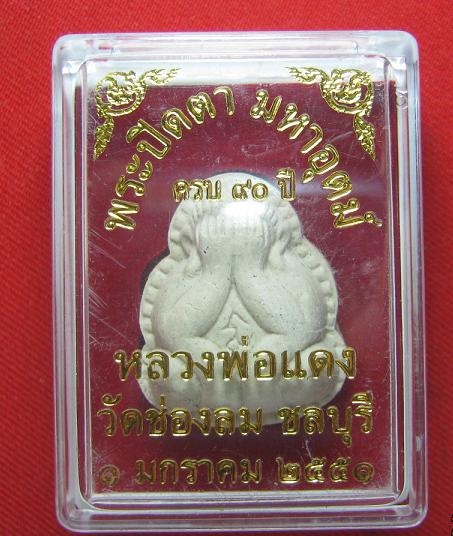 พระปิดตา มหาอุตม์
ครบ ๙๐ ปี
หลวงพ่อแดง
วัดช่องลม ชลบุรี
๑ มกราคม ๒๕๕๑